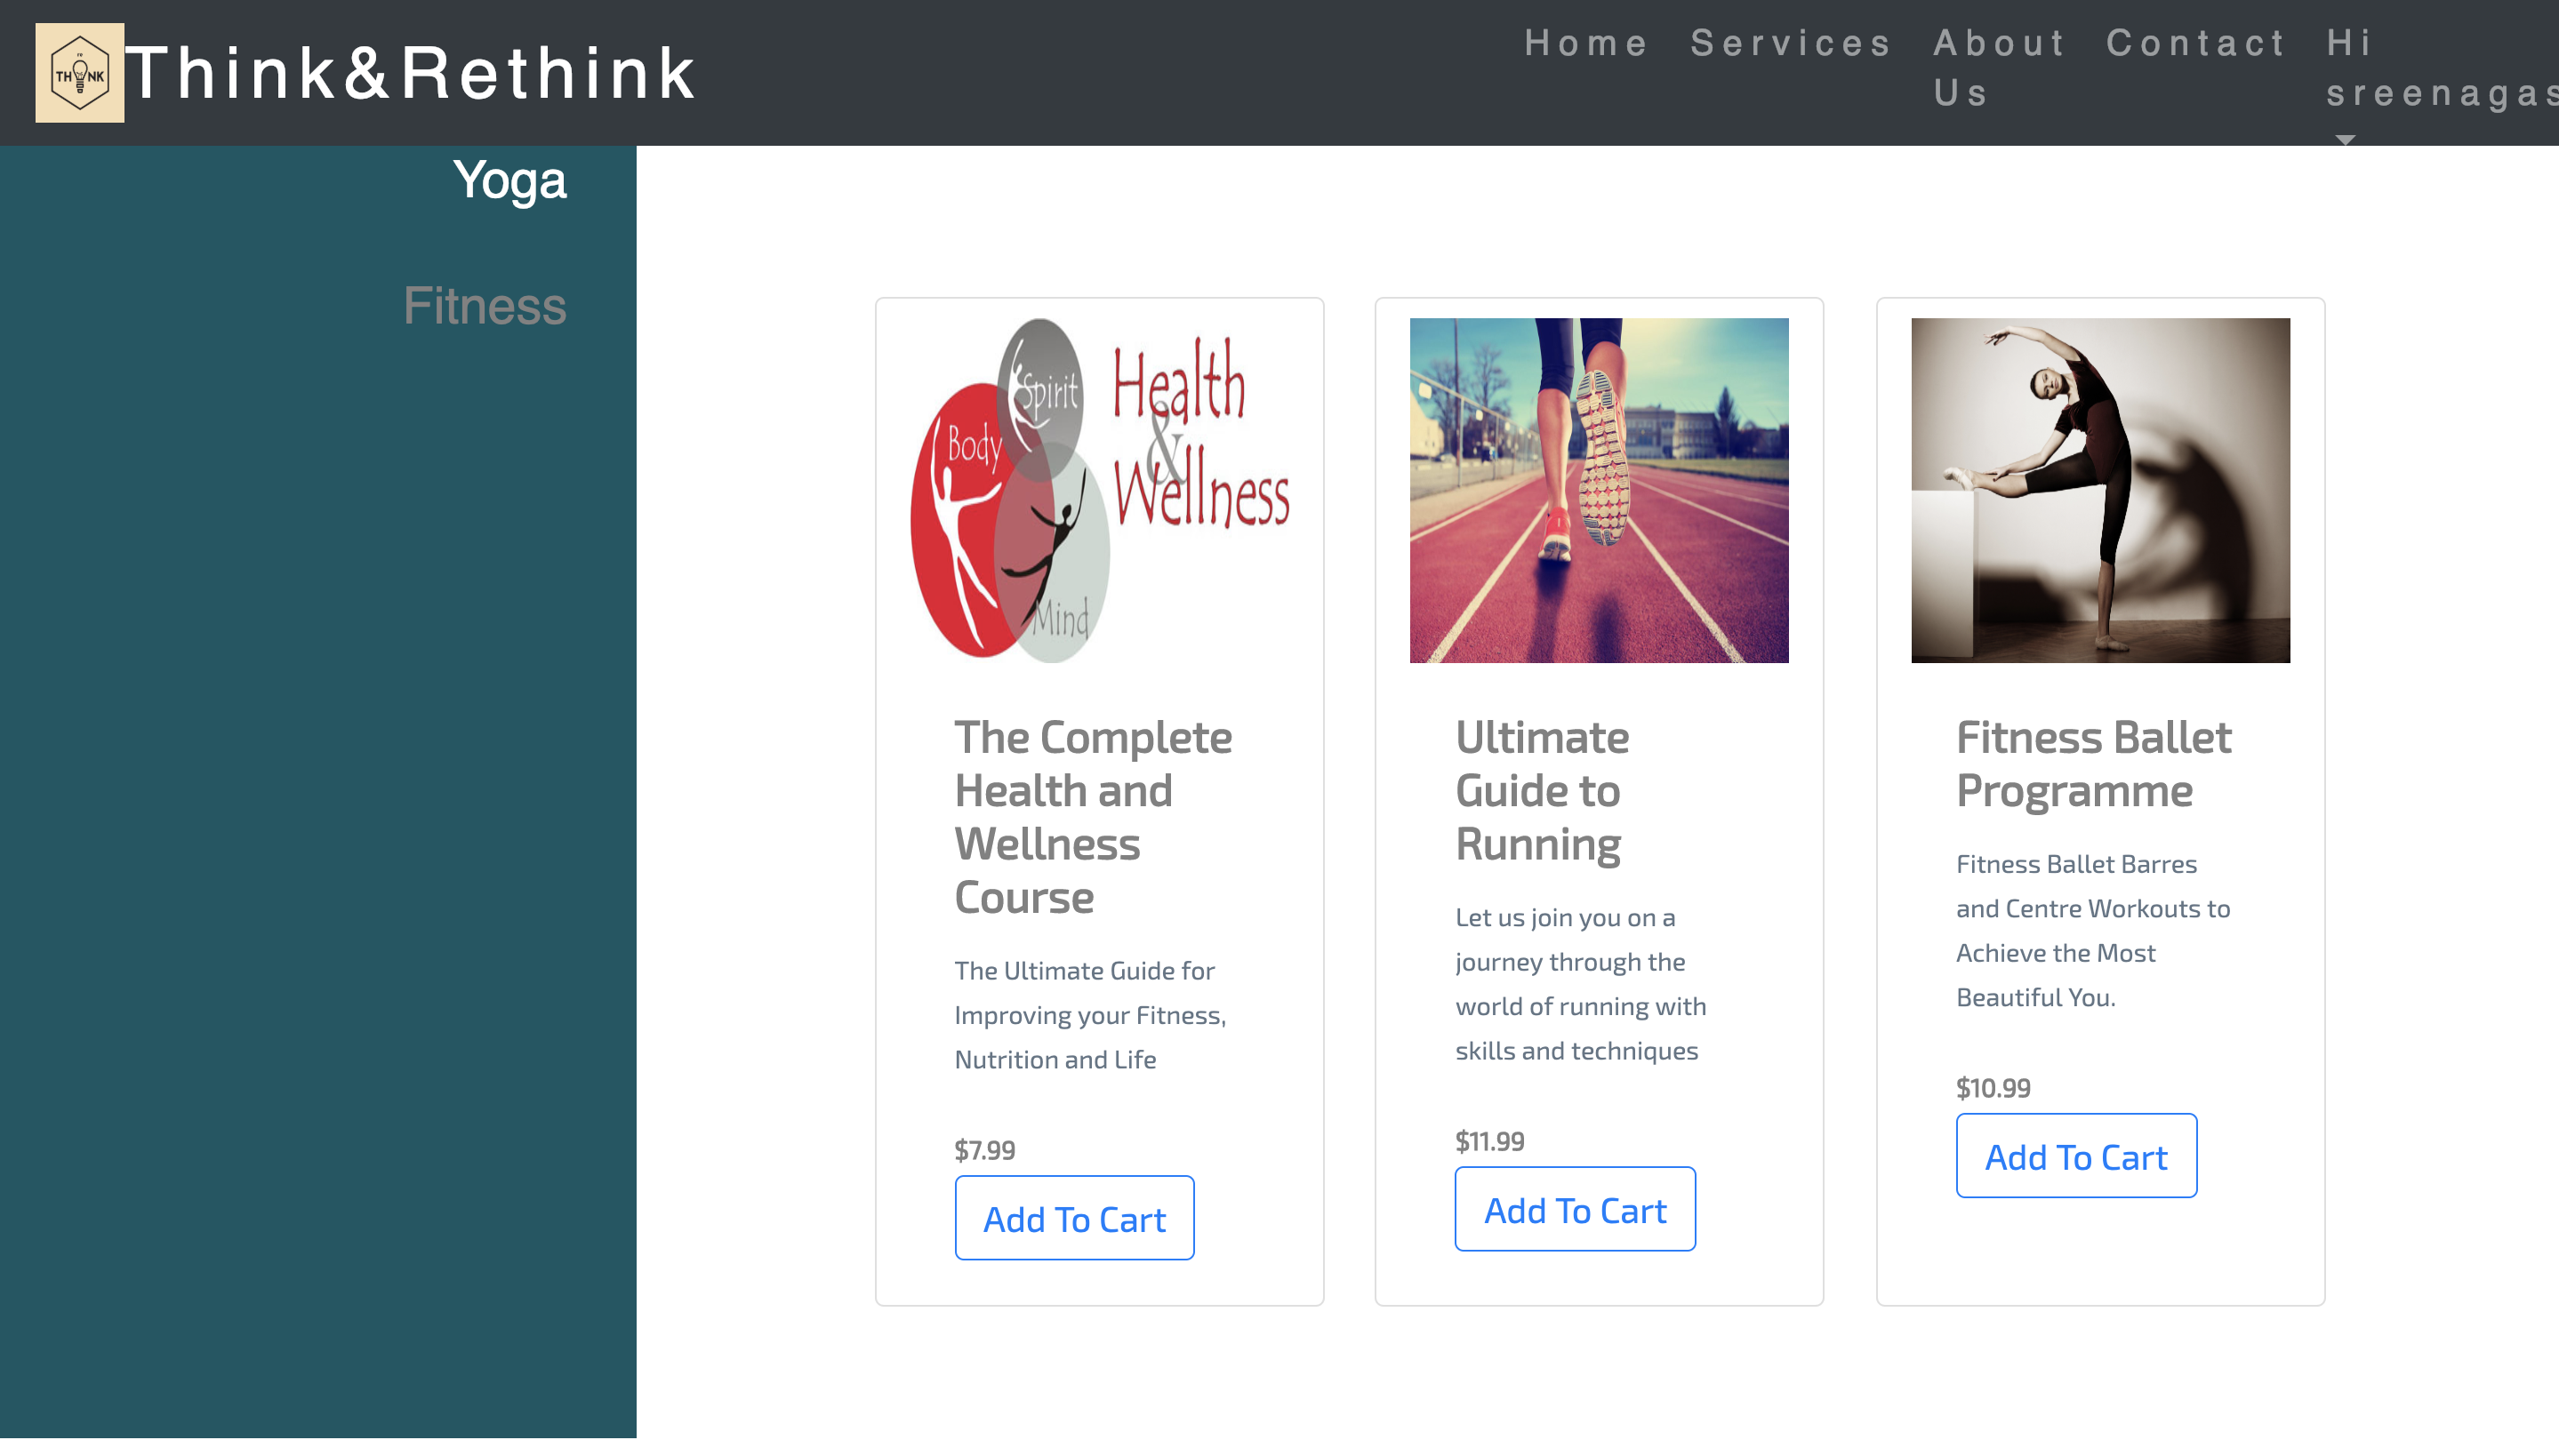 re
TH NK
Think&Rethink
Home
Services
About
Us
Contact
Hi
sreenagas
Yoga
Fitness
Spirit
Body
Mind
Health
&
Wellness
The Complete
Health and
Wellness
Course
The Ultimate Guide for
Improving your Fitness,
Nutrition and Life
$7.99
Add To Cart
Ultimate
Guide to
Running
Let us join you on a
journey through the
world of running with
skills and techniques
$11.99
Add To Cart
Fitness Ballet
Programme
Fitness Ballet Barres
and Centre Workouts to
Achieve the Most
Beautiful You.
$10.99
Add To Cart